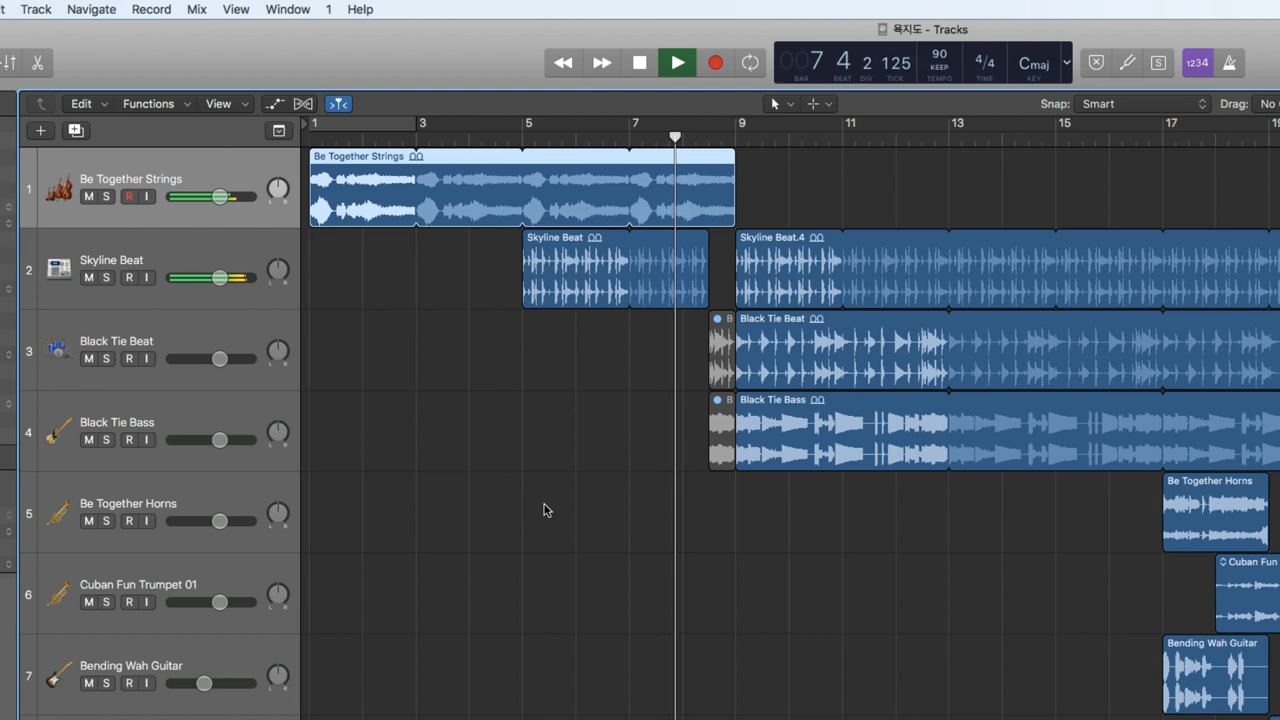 t Track Navigate Record Mix View Window 1 Help
욕지도 - Tracks
007 4 2 125 90 4/4 Cmaj
KEEP
BAR BEAT DIV TICK TEMPO TIME KEY
S 1234
Edit Functions View Snap: Smart Drag: No
1 3 5 7 9 11 13 15 17 19
Be Together Strings
1 Be Together Strings
M S R I L R
Skyline Beat Skyline Beat.4
2 Skyline Beat
M S R I L R
B Black Tie Beat
3 Black Tie Beat
M S R I L R
B Black Tie Bass
4 Black Tie Bass
M S R I L R
Be Together Horns
5 Be Together Horns
M S R I L R
Cuban Fun
6 Cuban Fun Trumpet 01
M S R I L R
Bending Wah Guitar
7 Bending Wah Guitar
M S R I L R